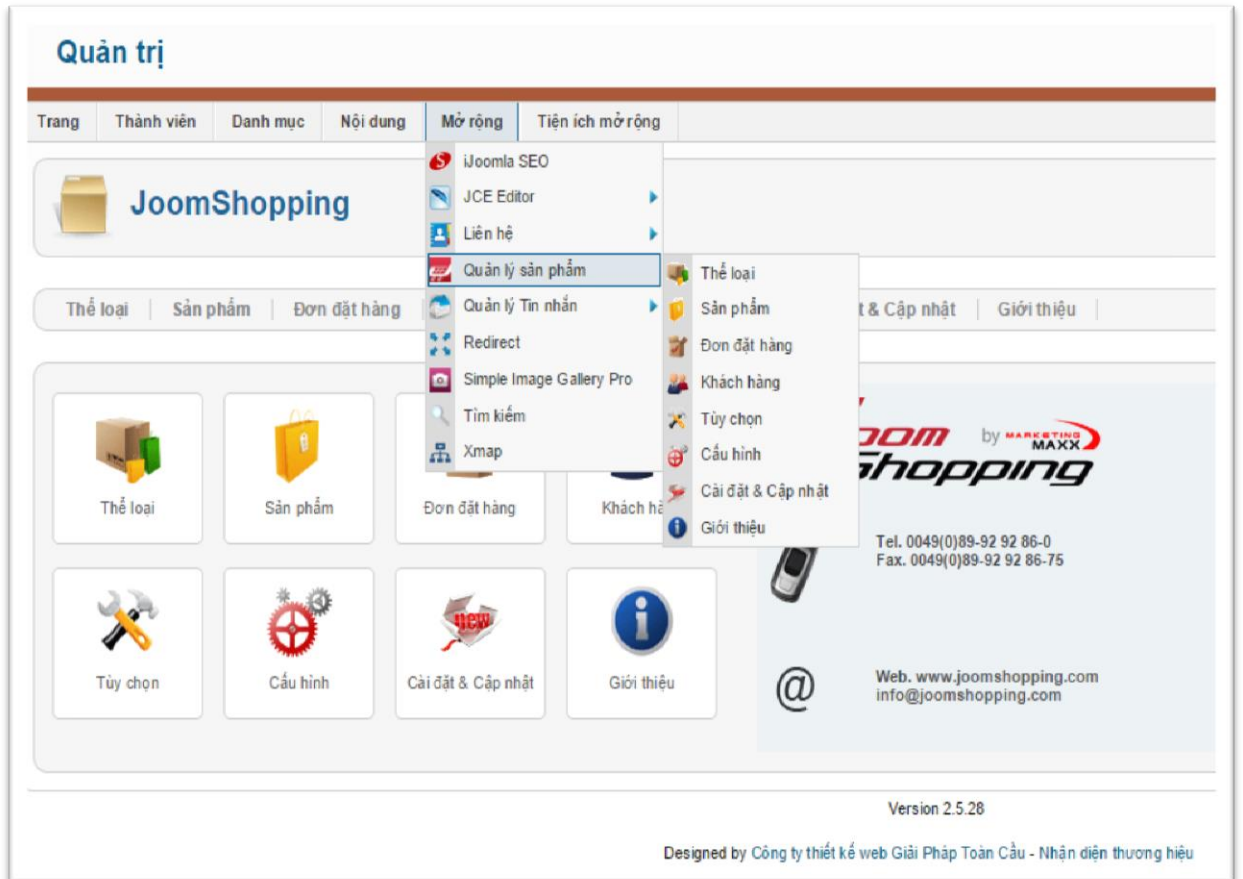 Quản trị
Trang Thành viên Danh mục Nội dung Mở rộng Tiện ích mở rộng
iJoomla SEO
JCE Editor
JoomShopping
Liên hệ
Quản lý sản phẩm
Thể loại
Thể loại Sản phẩm Đơn đặt hàng
Quản lý Tin nhắn
Sản phẩm
& Cập nhật Giới thiệu
Redirect
Đơn đặt hàng
Simple Image Gallery Pro
Khách hàng
Tìm kiếm
Tùy chọn
Xmap
Cấu hình
Cài đặt & Cập nhật
Giới thiệu
by MARKETING MAXX
Shopping
Thể loại Sản phẩm Đơn đặt hàng Khách
Tel. 0049(0)89-92 92 86-0
Fax. 0049(0)89-92 92 86-75
new
Tùy chọn Cấu hình Cài đặt & Cập nhật Giới thiệu
@
Web. www.joomshopping.com
info@joomshopping.com
Version 2.5.28
Designed by Công ty thiết kế web Giải Pháp Toàn Cầu - Nhận diện thương hiệu